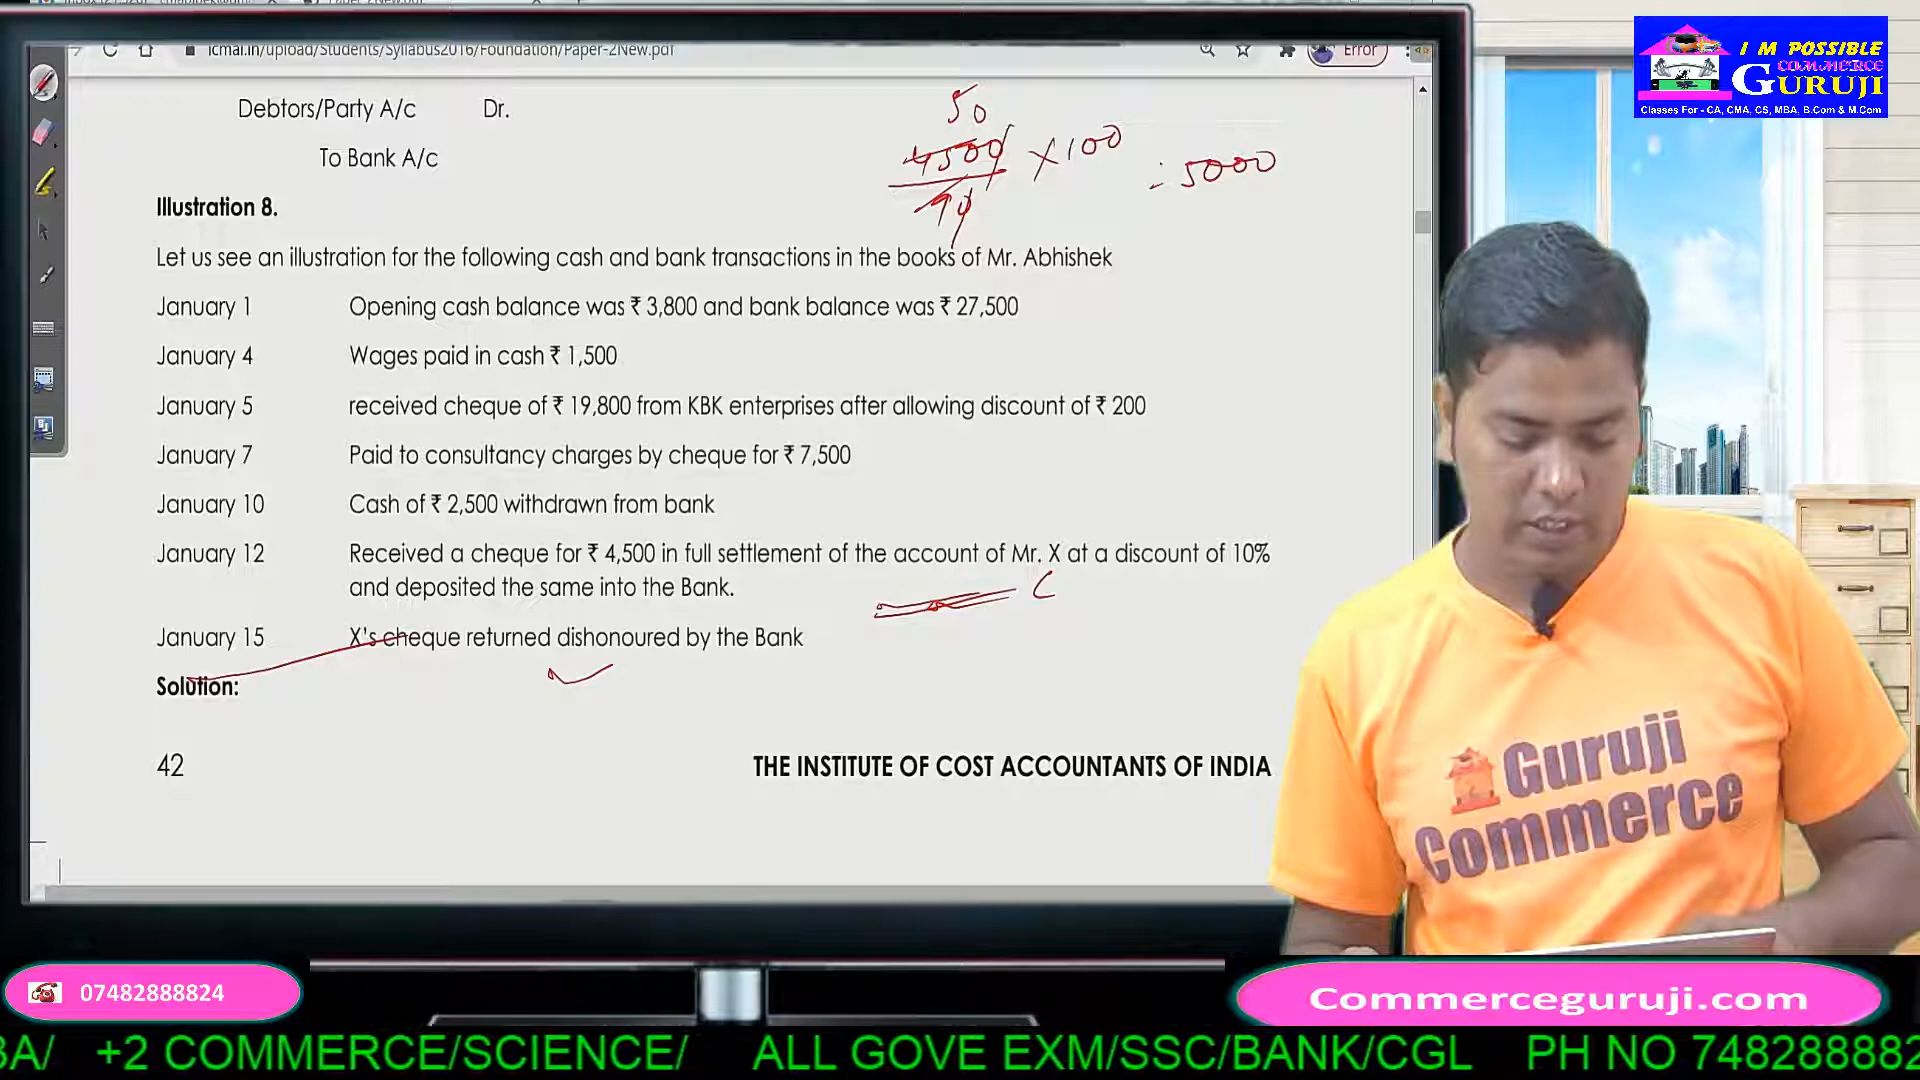 icmai.in/upload/Students/Syllabus2016/Foundation/Paper-2New.pdf
Error
I M POSSIBLE
COMMERCE
GURUJI
Classes For - CA, CMA, CS, MBA, B.Com & M.Com
Debtors/Party A/c Dr.
To Bank A/c
50
4500
90
×100
= 5000
Illustration 8.
Let us see an illustration for the following cash and bank transactions in the books of Mr. Abhishek
January 1 Opening cash balance was ₹ 3,800 and bank balance was ₹ 27,500
January 4 Wages paid in cash ₹ 1,500
January 5 received cheque of ₹ 19,800 from KBK enterprises after allowing discount of ₹ 200
January 7 Paid to consultancy charges by cheque for ₹ 7,500
January 10 Cash of ₹ 2,500 withdrawn from bank
January 12 Received a cheque for ₹ 4,500 in full settlement of the account of Mr. X at a discount of 10%
and deposited the same into the Bank.
January 15 X's cheque returned dishonoured by the Bank
Solution:
42 THE INSTITUTE OF COST ACCOUNTANTS OF INDIA
Guruji
Commerce
07482888824
Commerceguruji.com
BA/ +2 COMMERCE/SCIENCE/ ALL GOVE EXM/SSC/BANK/CGL PH NO 748288882